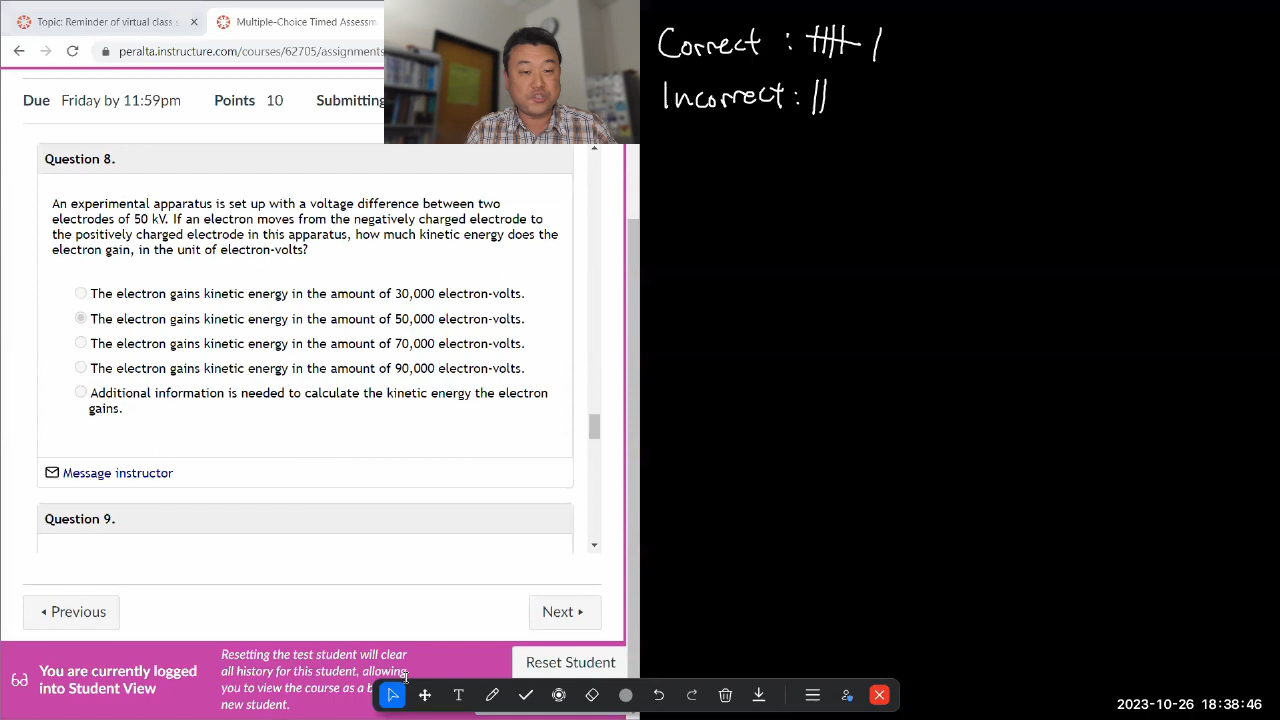 Topic: Reminder of virtual class s
Multiple-Choice Timed Assessme
peralta.instructure.com/courses/62705/assignments
Due Friday by 11:59pm Points 10 Submitting
Question 8.
An experimental apparatus is set up with a voltage difference between two
electrodes of 50 kV. If an electron moves from the negatively charged electrode to
the positively charged electrode in this apparatus, how much kinetic energy does the
electron gain, in the unit of electron-volts?
The electron gains kinetic energy in the amount of 30,000 electron-volts.
The electron gains kinetic energy in the amount of 50,000 electron-volts.
The electron gains kinetic energy in the amount of 70,000 electron-volts.
The electron gains kinetic energy in the amount of 90,000 electron-volts.
Additional information is needed to calculate the kinetic energy the electron
gains.
Message instructor
Question 9.
Previous
Next
You are currently logged
into Student View
Resetting the test student will clear
all history for this student, allowing
you to view the course as a b
new student.
Reset Student
Correct :
Incorrect :
2023-10-26 18:38:46